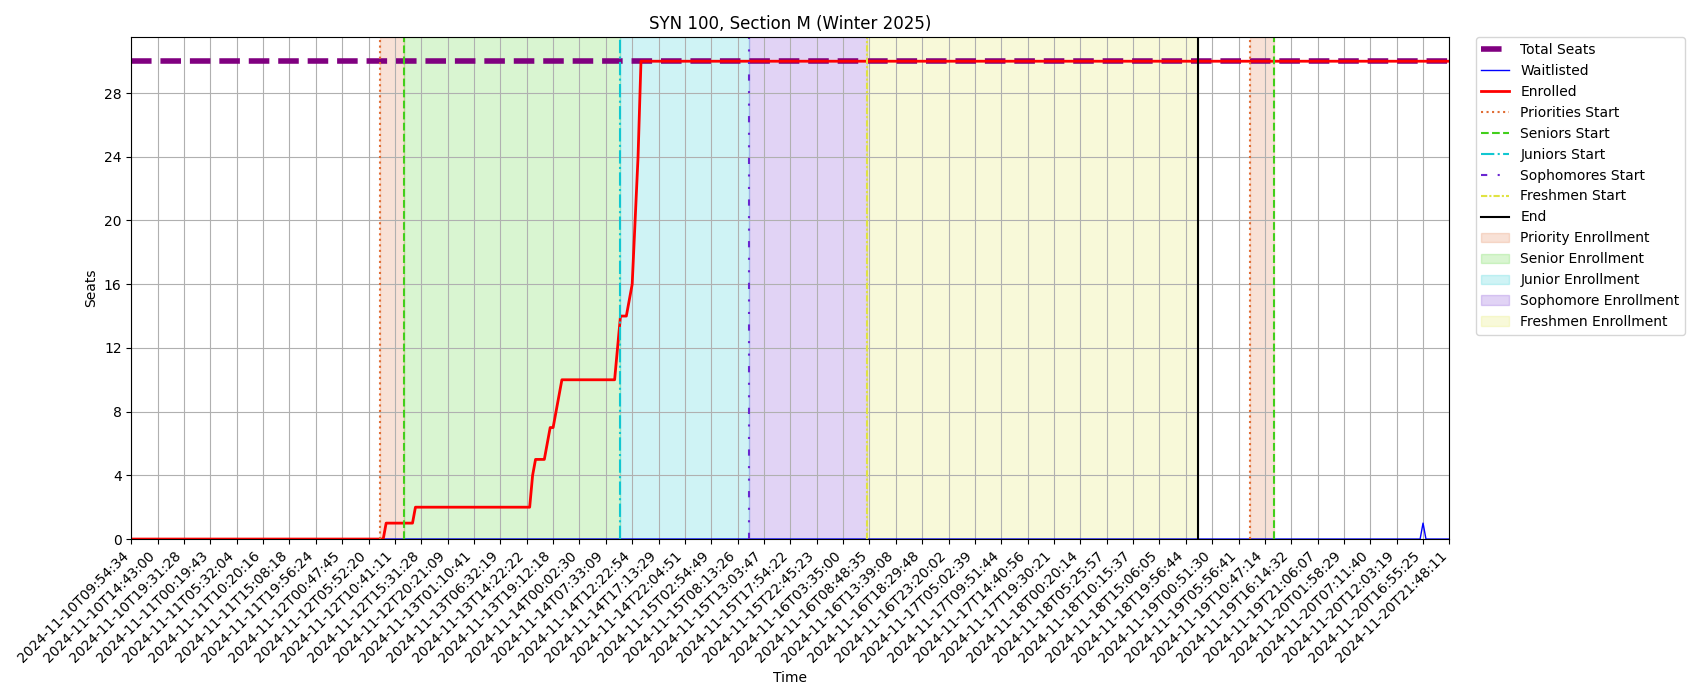 SYN 100, Section M (Winter 2025)
Total Seats
Waitlisted
Enrolled
Priorities Start
Seniors Start
Juniors Start
Sophomores Start
Freshmen Start
End
Priority Enrollment
Senior Enrollment
Junior Enrollment
Sophomore Enrollment
Freshmen Enrollment
Seats
28
24
20
16
12
8
4
0
2024-11-10T09:54:34
2024-11-10T14:43:00
2024-11-10T19:31:28
2024-11-11T00:19:43
2024-11-11T05:32:04
2024-11-11T10:20:16
2024-11-11T15:08:18
2024-11-11T19:56:24
2024-11-12T00:47:45
2024-11-12T05:52:20
2024-11-12T10:41:11
2024-11-12T15:31:28
2024-11-12T20:21:09
2024-11-13T01:10:41
2024-11-13T06:32:19
2024-11-13T14:22:22
2024-11-13T19:12:18
2024-11-14T00:02:30
2024-11-14T07:33:09
2024-11-14T12:22:54
2024-11-14T17:13:29
2024-11-14T22:04:51
2024-11-15T02:54:49
2024-11-15T08:13:26
2024-11-15T13:03:47
2024-11-15T17:54:22
2024-11-15T22:45:23
2024-11-16T03:35:00
2024-11-16T08:48:35
2024-11-16T13:39:08
2024-11-16T18:29:48
2024-11-16T23:20:02
2024-11-17T05:02:39
2024-11-17T09:51:44
2024-11-17T14:40:56
2024-11-17T19:30:21
2024-11-18T00:20:14
2024-11-18T05:25:57
2024-11-18T10:15:37
2024-11-18T15:06:05
2024-11-18T19:56:44
2024-11-19T00:51:30
2024-11-19T05:56:41
2024-11-19T10:47:14
2024-11-19T16:14:32
2024-11-19T21:06:07
2024-11-20T01:58:29
2024-11-20T07:11:40
2024-11-20T12:03:19
2024-11-20T16:55:25
2024-11-20T21:48:11
Time